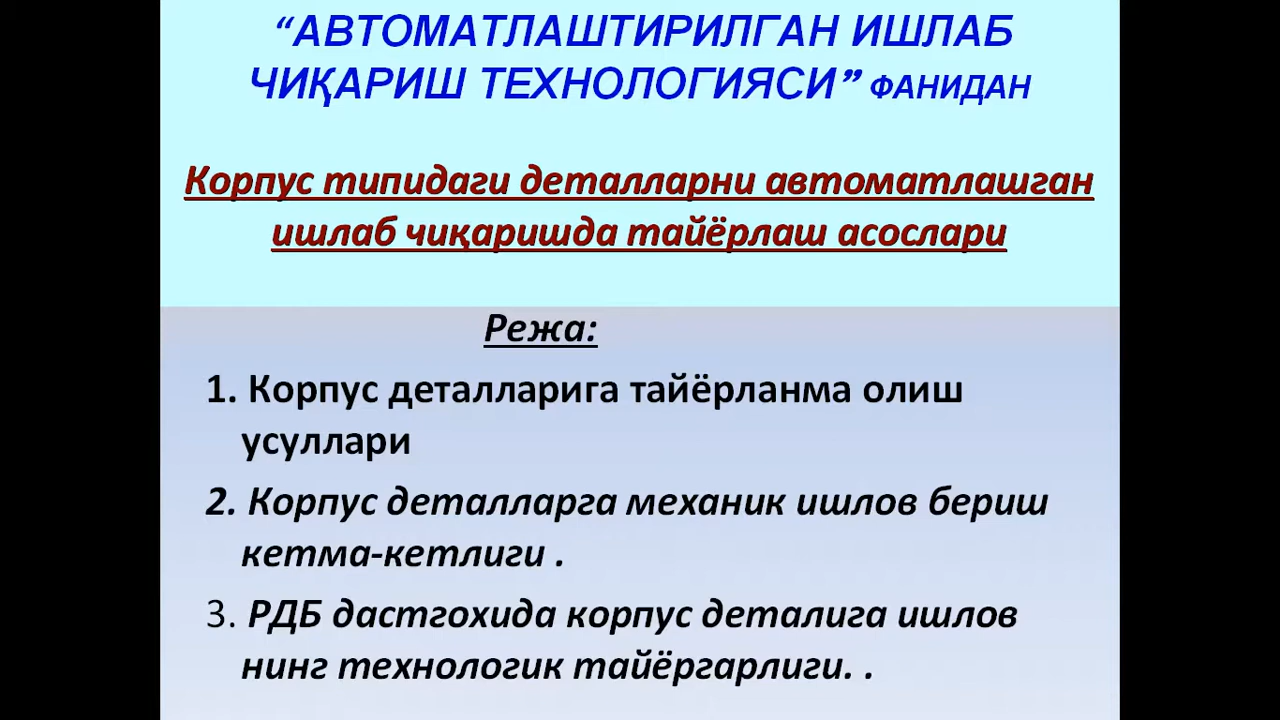 “АВТОМАТЛАШТИРИЛГАН ИШЛАБ
ЧИҚАРИШ ТЕХНОЛОГИЯСИ” ФАНИДАН
Корпус типидаги деталларни автоматлашган
ишлаб чиқаришда тайёрлаш асослари
Режа:
1. Корпус деталларига тайёрланма олиш
усуллари
2. Корпус деталларга механик ишлов бериш
кетма-кетлиги .
3. РДБ дастгохида корпус деталига ишлов
нинг технологик тайёргарлиги. .